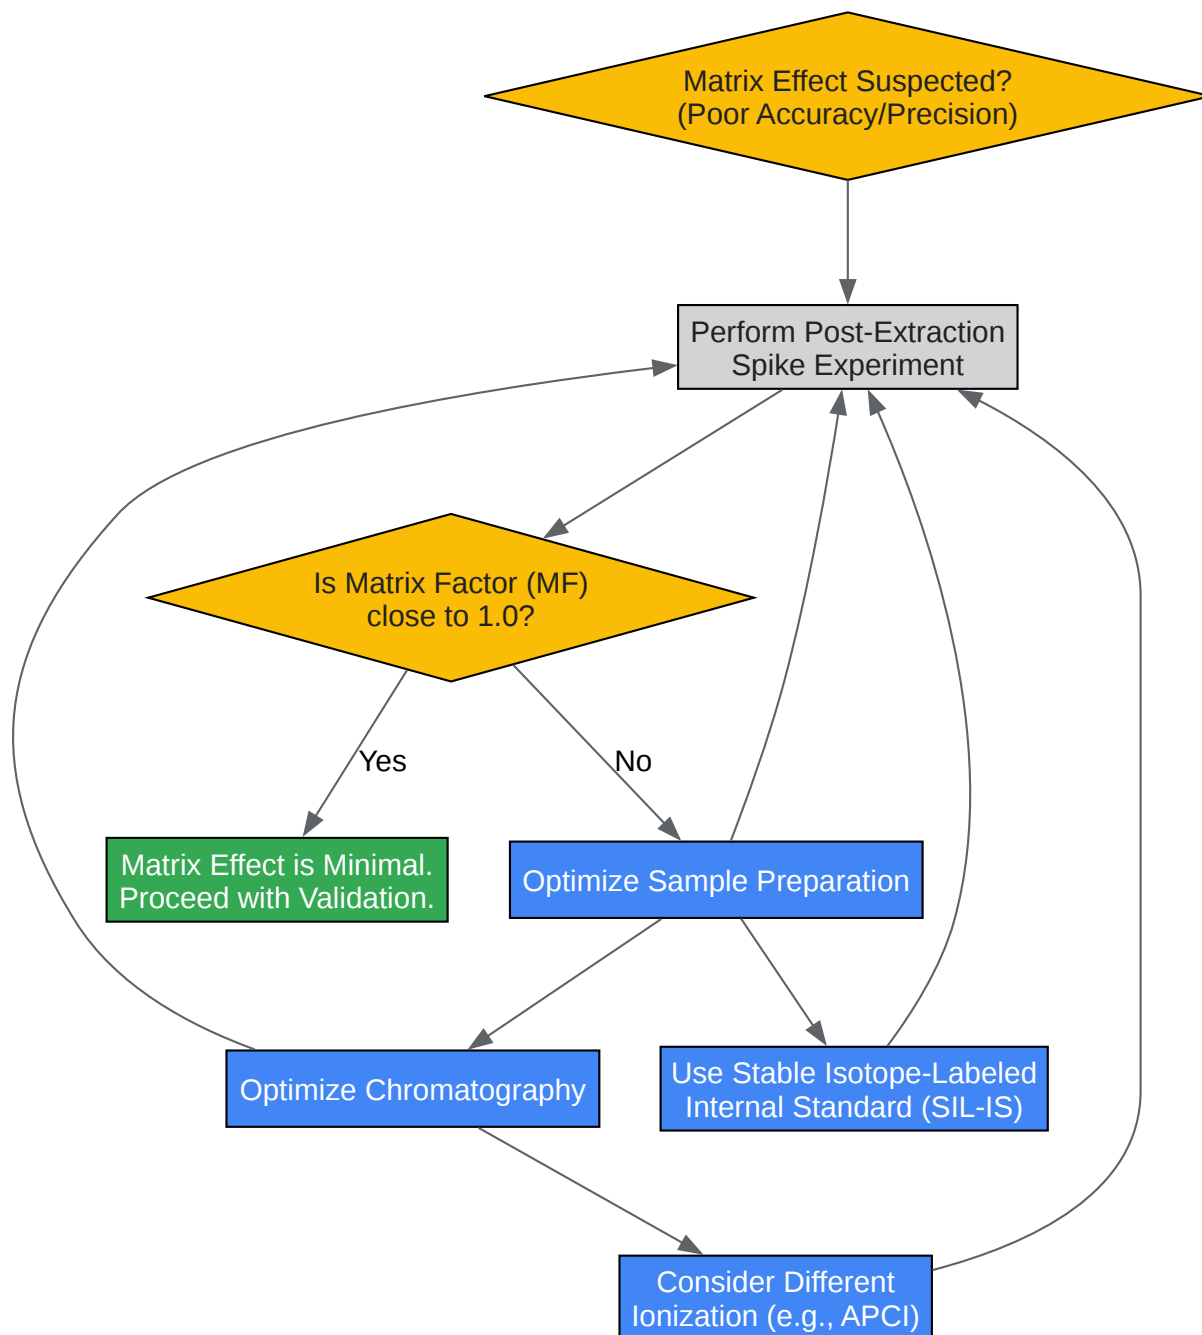 Matrix Effect Suspected?
(Poor Accuracy/Precision)
Perform Post-Extraction
Spike Experiment
Is Matrix Factor (MF)
close to 1.0?
Yes
No
Matrix Effect is Minimal.
Proceed with Validation.
Optimize Sample Preparation
Optimize Chromatography
Use Stable Isotope-Labeled
Internal Standard (SIL-IS)
Consider Different
Ionization (e.g., APCI)